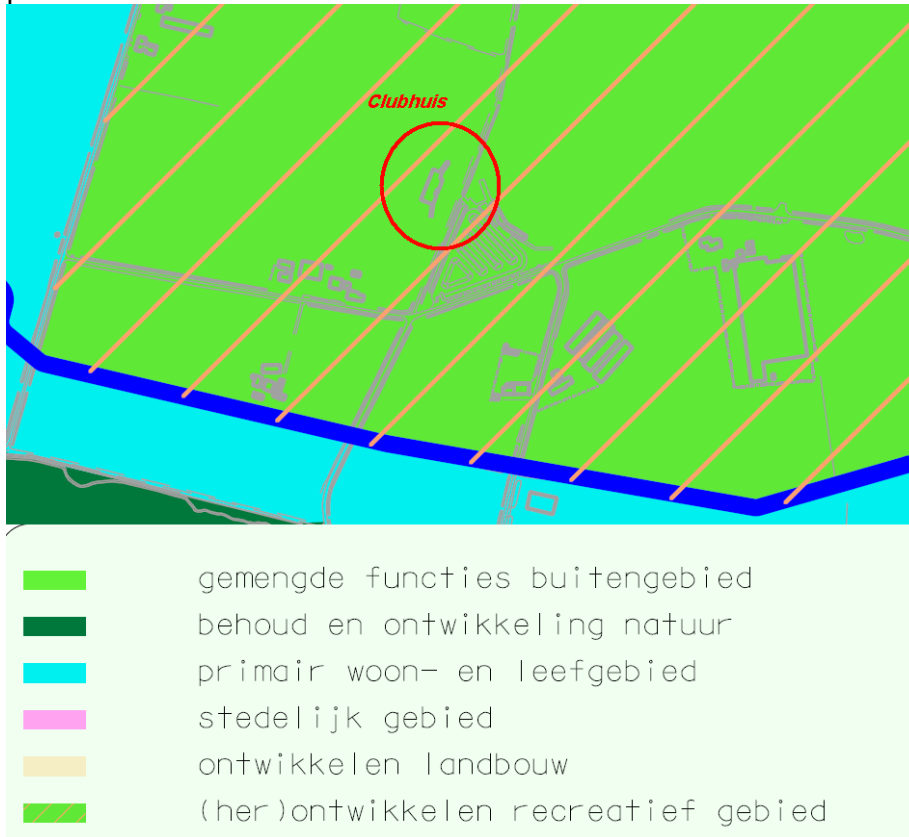 Clubhuis
gemengde functies buitengebied
behoud en ontwikkeling natuur
primair woon- en leefgebied
stedelijk gebied
ontwikkelen landbouw
(her)ontwikkelen recreatief gebied